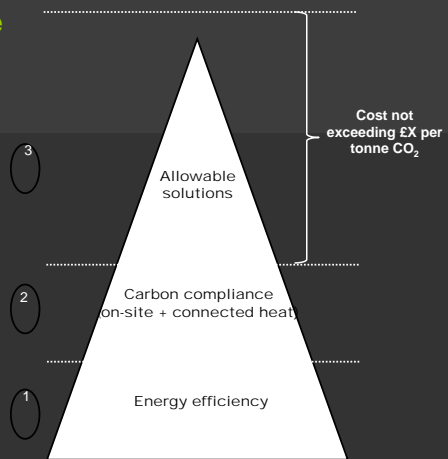 3
Allowable
solutions
Cost not
exceeding £X per
tonne CO₂
2
Carbon compliance
(on-site + connected heat)
1
Energy efficiency